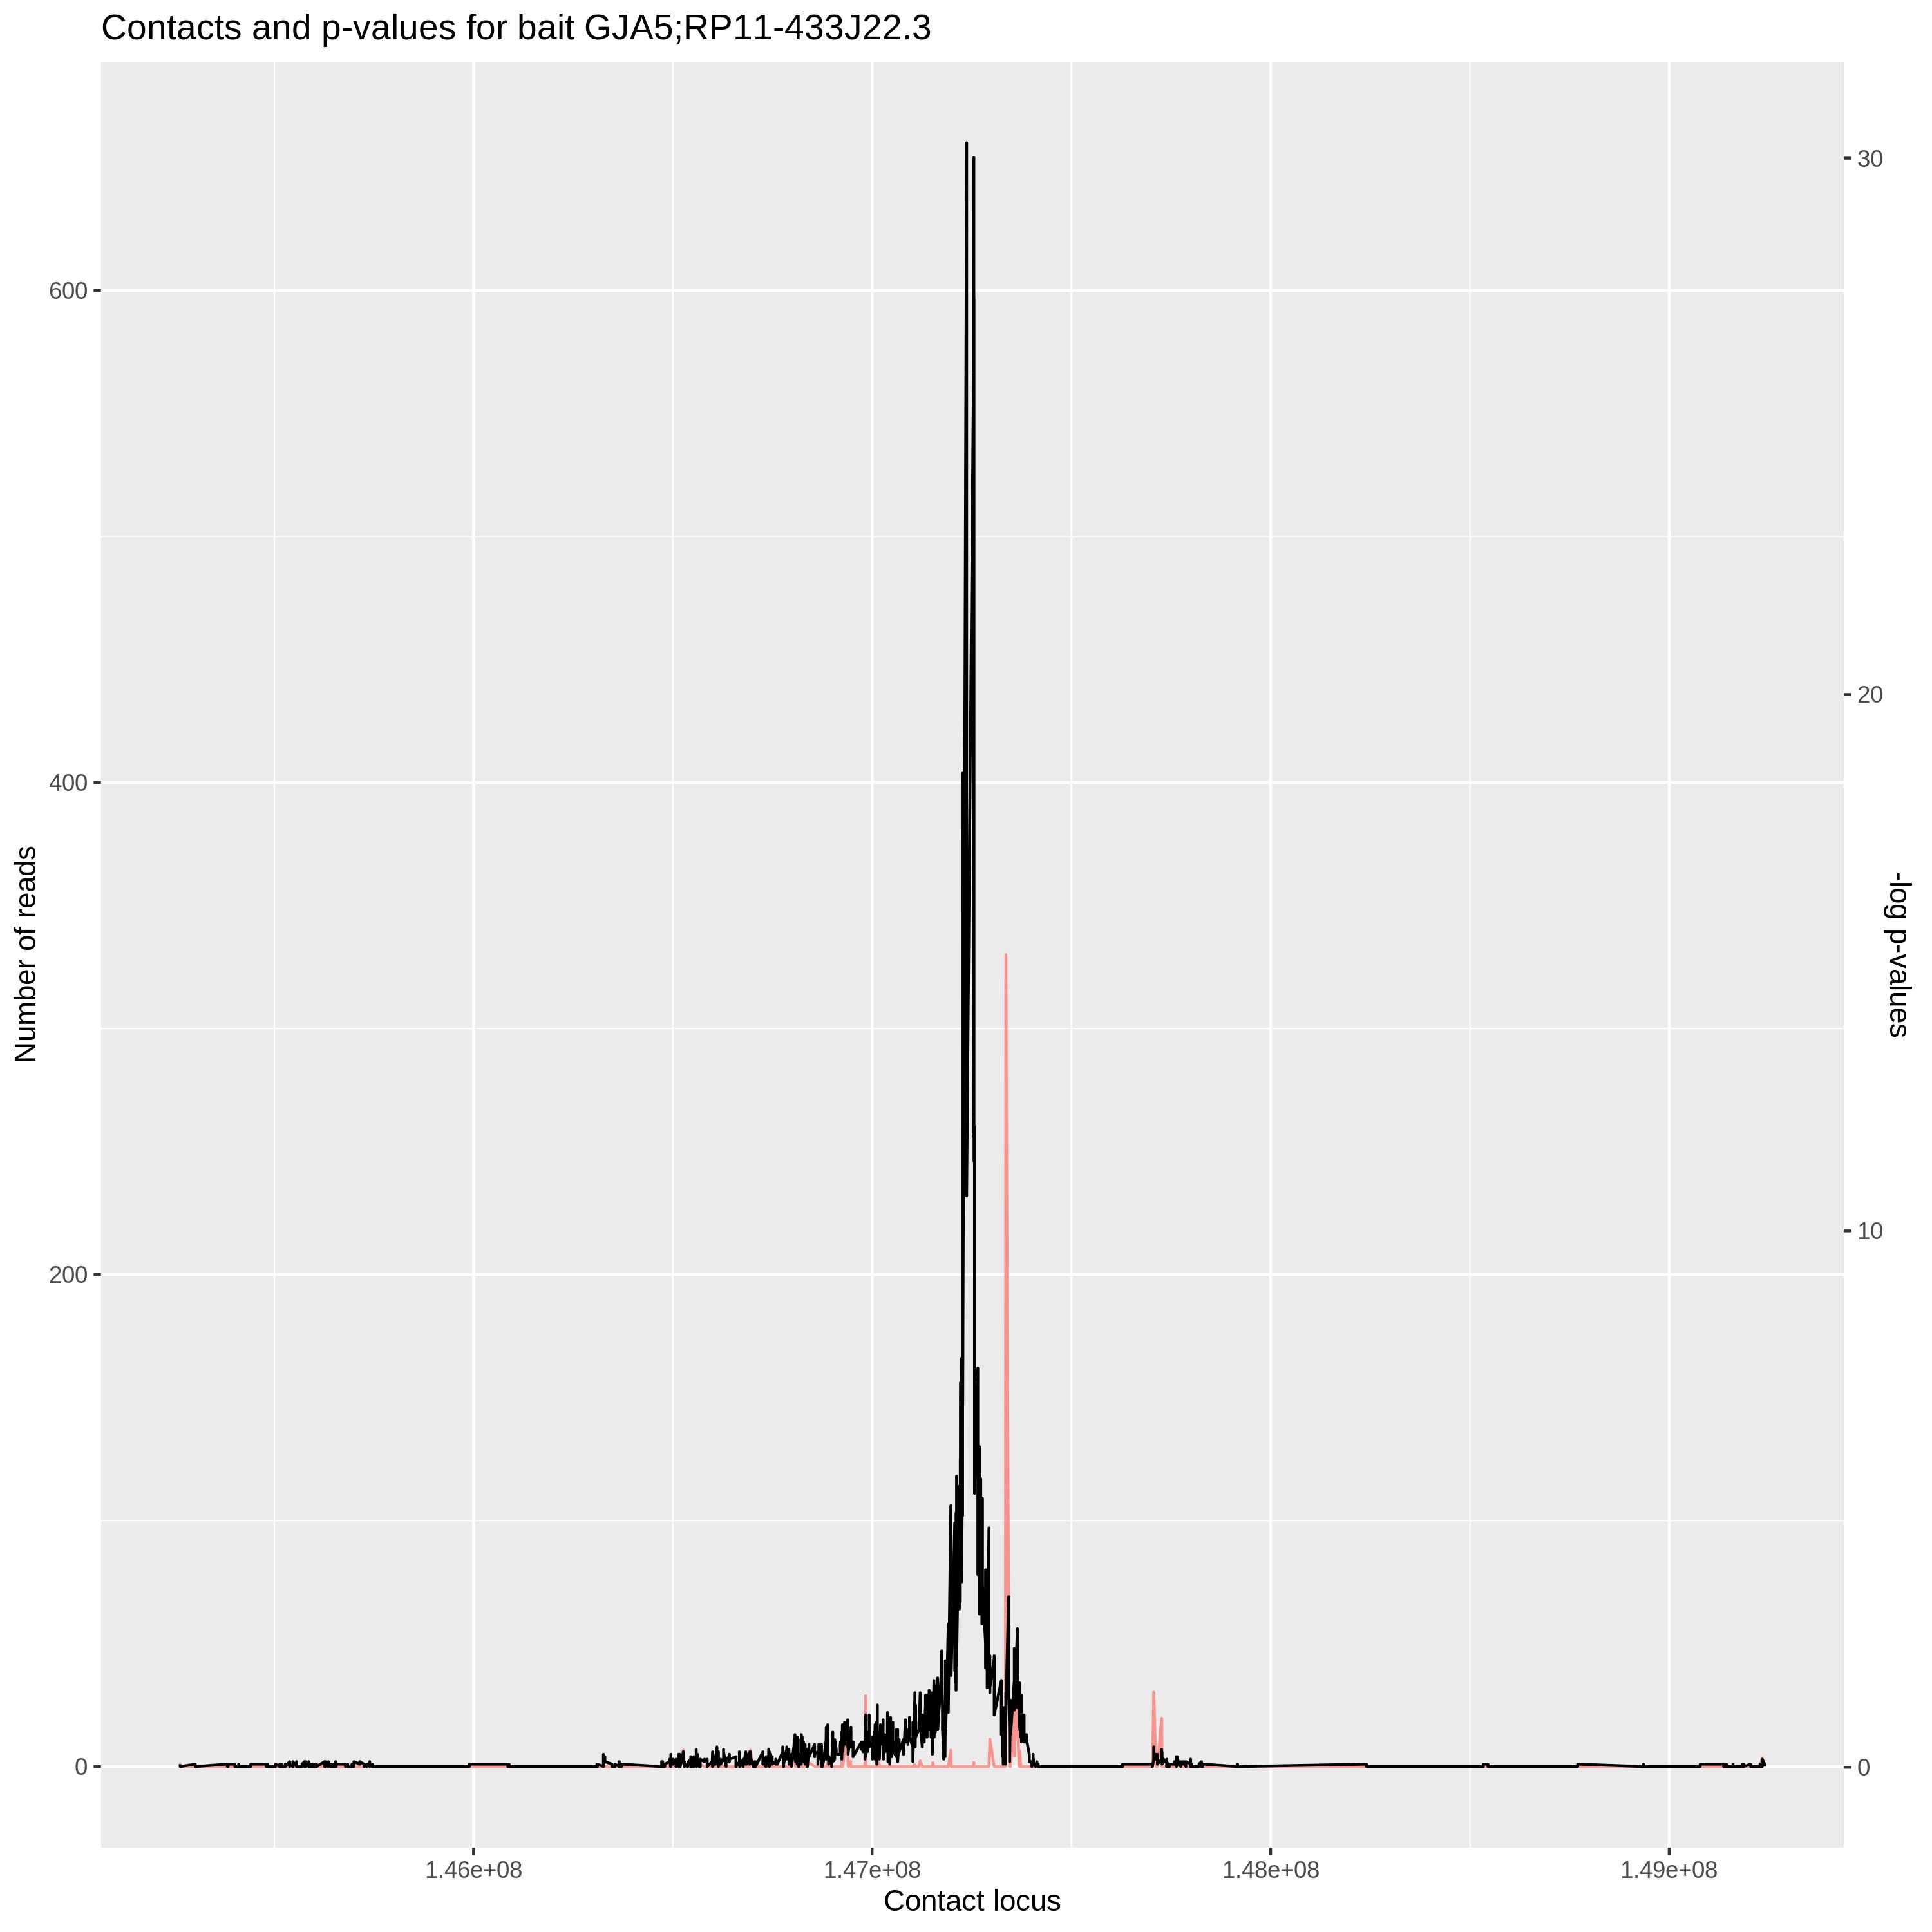 Contacts and p-values for bait GJA5;RP11-433J22.3
600
400
200
0
Number of reads
30
20
10
0
-log p-values
1.46e+08
1.47e+08
1.48e+08
1.49e+08
Contact locus